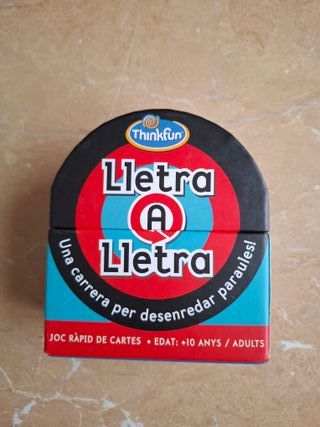 Thinkfun
Lletra
A
Lletra
Una carrera per desenredar paraules!
JOC RÀPID DE CARTES • EDAT: +10 ANYS / ADULTS